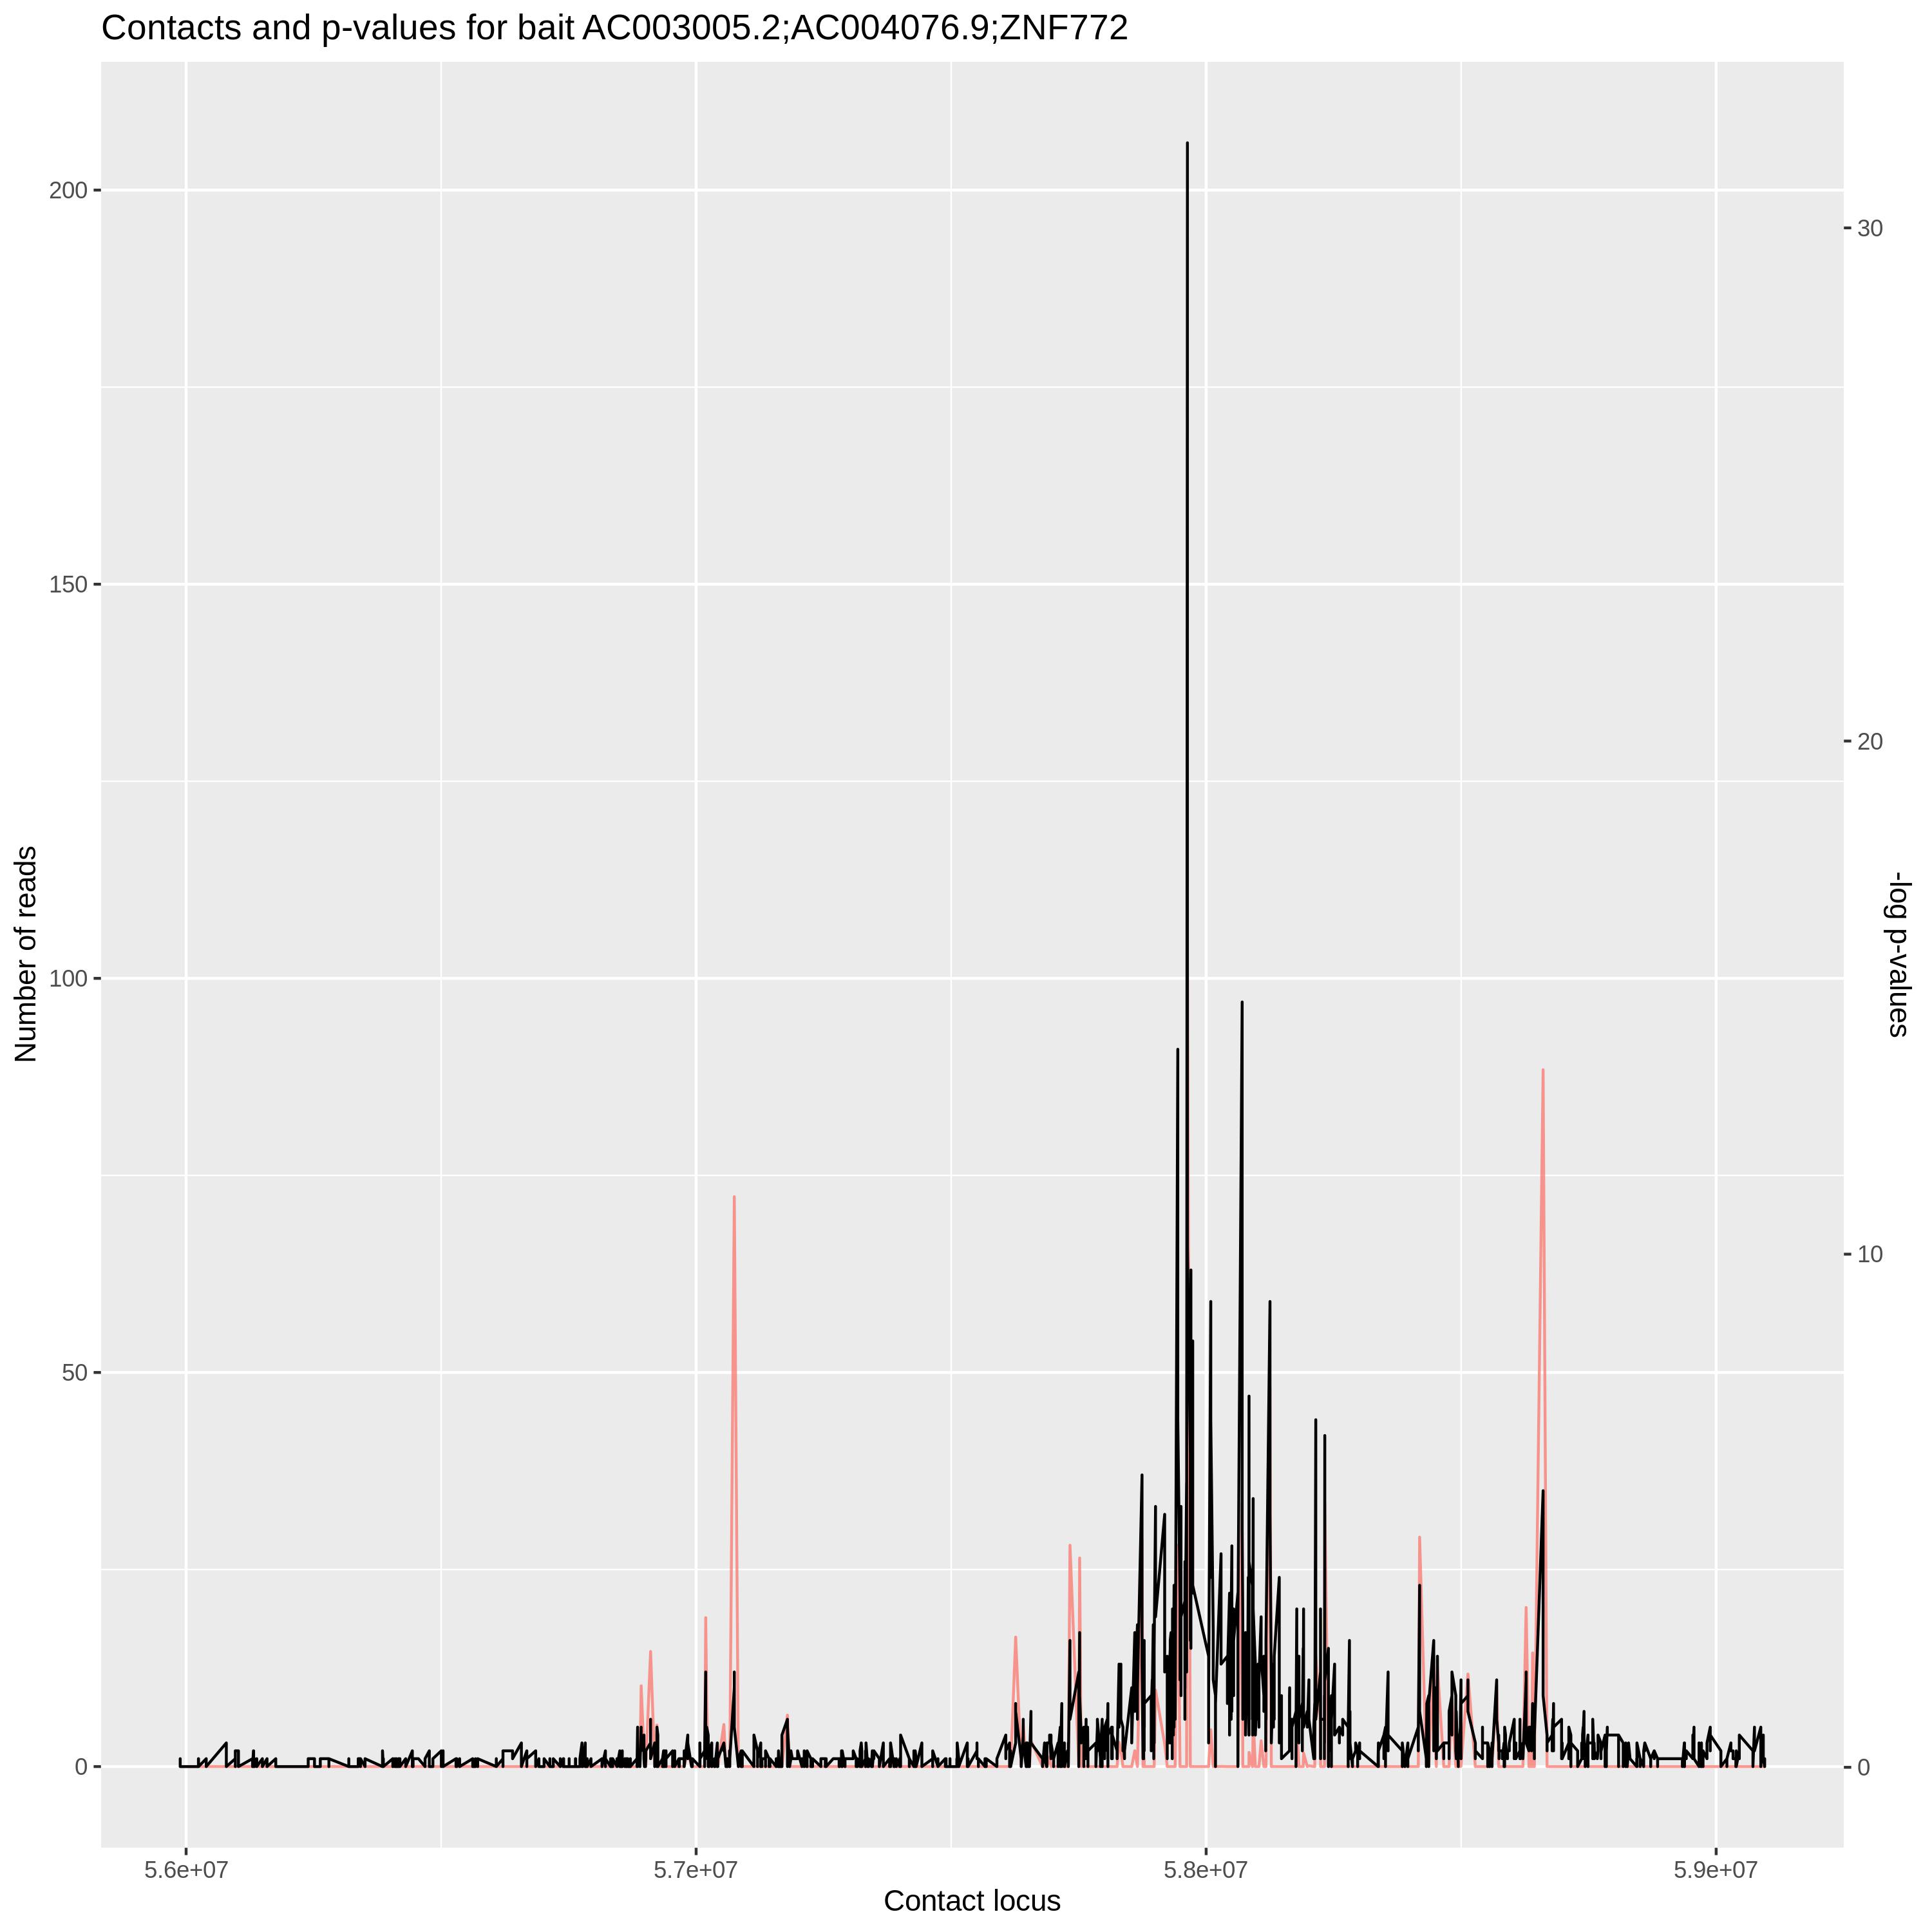 Contacts and p-values for bait AC003005.2;AC004076.9;ZNF772
200
150
100
50
0
Number of reads
30
20
10
0
-log p-values
5.6e+07 5.7e+07 5.8e+07 5.9e+07
Contact locus